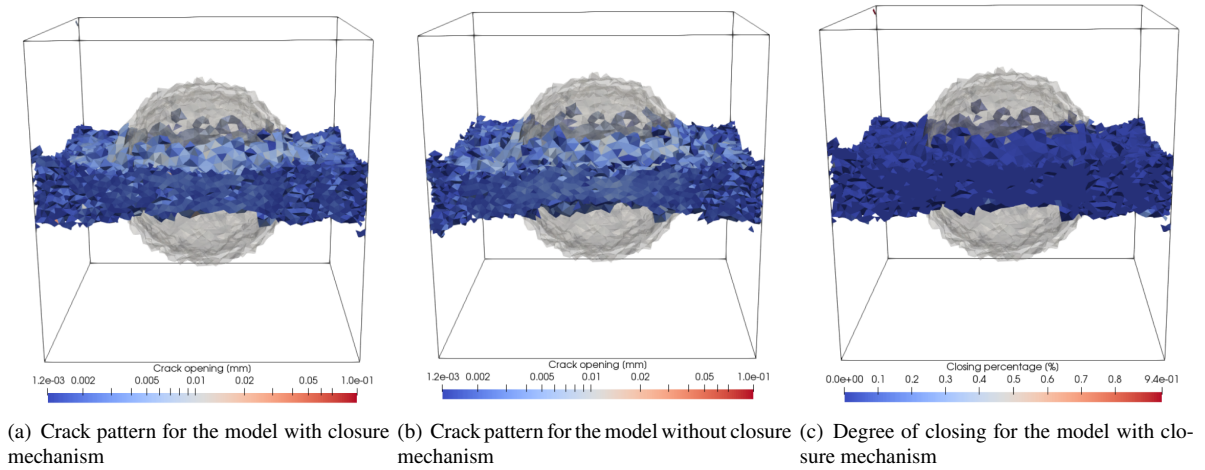 Crack opening (mm)
1.2e-03 0.002 0.005 0.01 0.02 0.05 1.0e-01
Crack opening (mm)
1.2e-03 0.002 0.005 0.01 0.02 0.05 1.0e-01
Closing percentage (%)
0.0e+00 0.1 0.2 0.3 0.4 0.5 0.6 0.7 0.8 9.4e-01
(a) Crack pattern for the model with closure
mechanism
(b) Crack pattern for the model without closure
mechanism
(c) Degree of closing for the model with clo-
sure mechanism